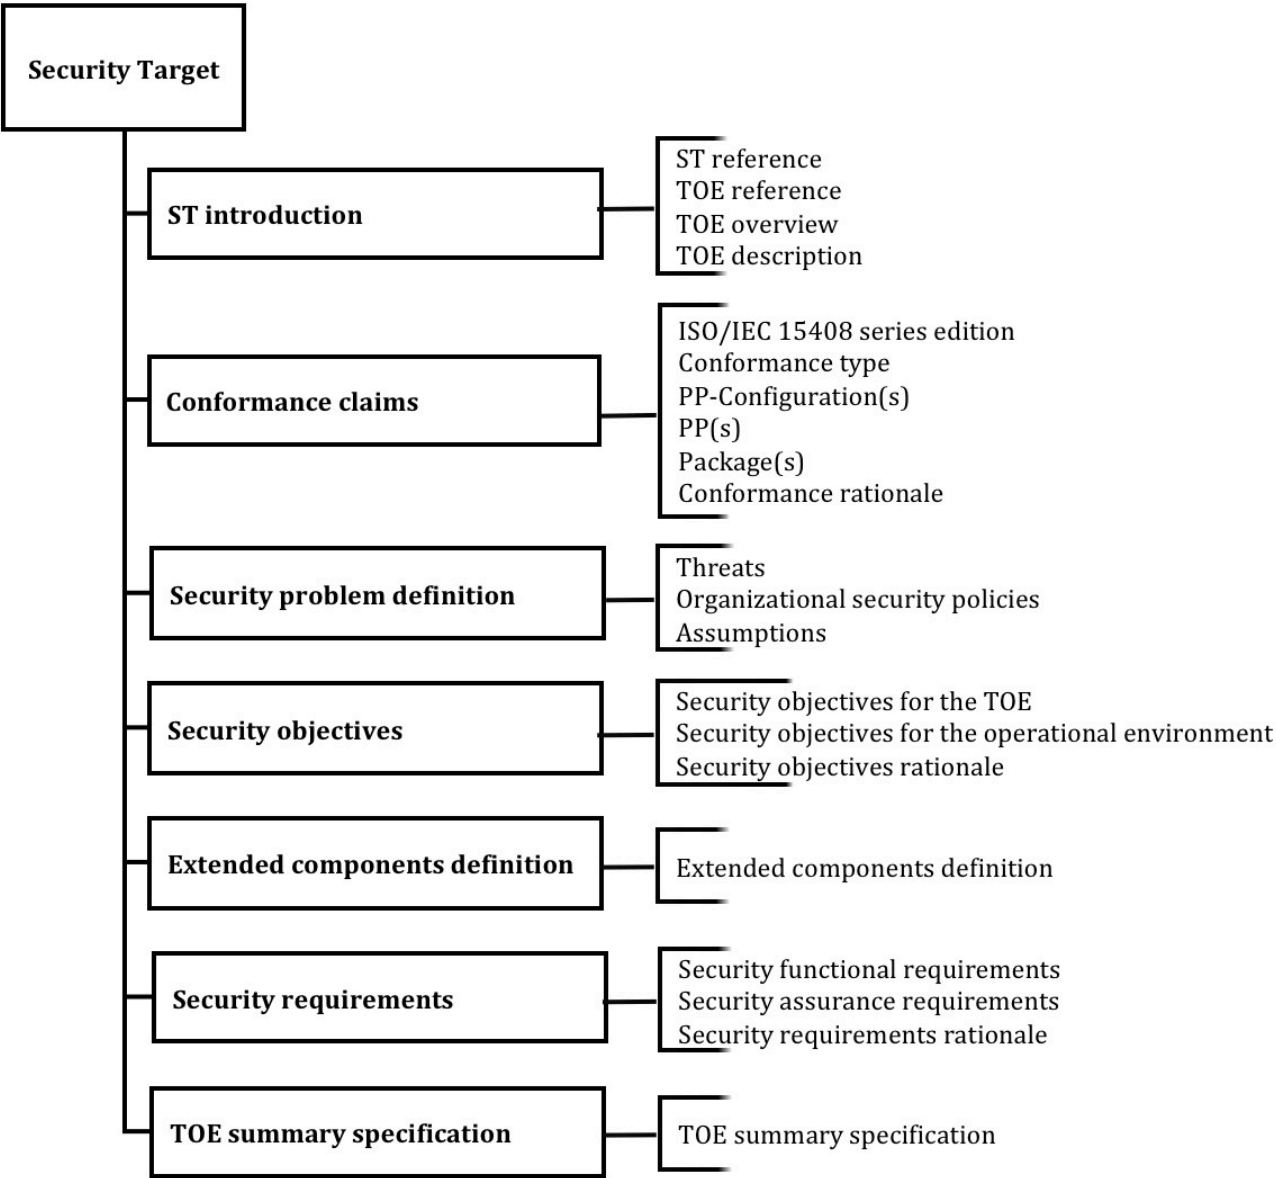 Security Target
ST introduction
ST reference
TOE reference
TOE overview
TOE description
Conformance claims
ISO/IEC 15408 series edition
Conformance type
PP-Configuration(s)
PP(s)
Package(s)
Conformance rationale
Security problem definition
Threats
Organizational security policies
Assumptions
Security objectives
Security objectives for the TOE
Security objectives for the operational environment
Security objectives rationale
Extended components definition
Extended components definition
Security requirements
Security functional requirements
Security assurance requirements
Security requirements rationale
TOE summary specification
TOE summary specification